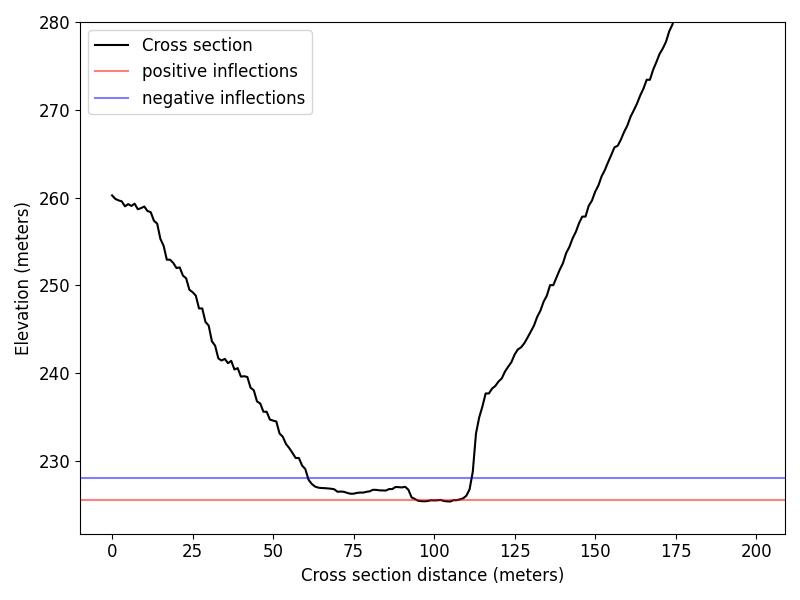 Cross section
positive inflections
negative inflections
280
270
260
250
240
230
Elevation (meters)
0 25 50 75 100 125 150 175 200
Cross section distance (meters)